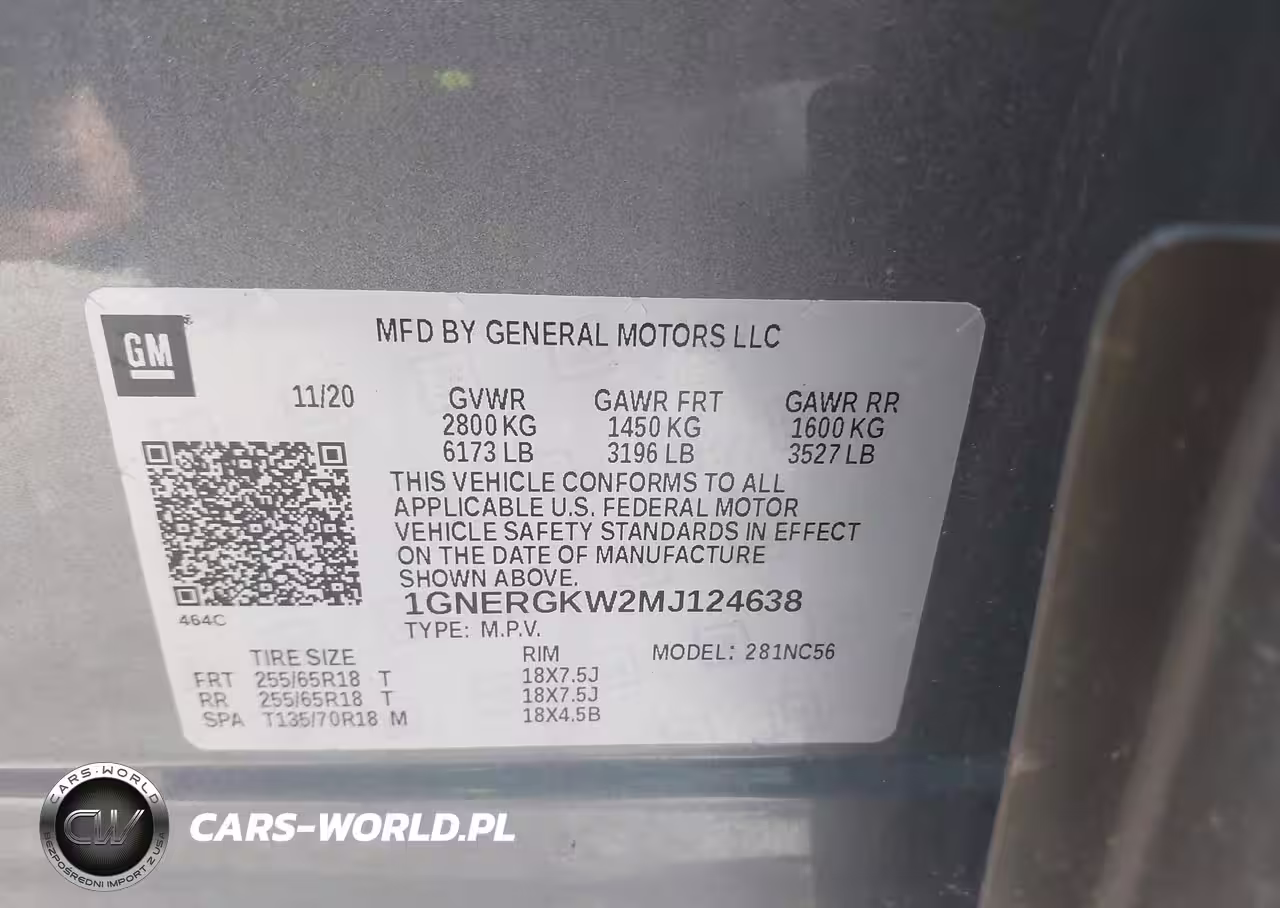 GM
MFD BY GENERAL MOTORS LLC
11/20 GVWR GAWR FRT GAWR RR
2800 KG 1450 KG 1600 KG
6173 LB 3196 LB 3527 LB
THIS VEHICLE CONFORMS TO ALL
APPLICABLE U.S. FEDERAL MOTOR
VEHICLE SAFETY STANDARDS IN EFFECT
ON THE DATE OF MANUFACTURE
SHOWN ABOVE.
1GNERGKW2MJ124638
464C
TYPE: M.P.V.
TIRE SIZE RIM MODEL: 281NC56
FRT 255/65R18 T 18X7.5J
RR 255/65R18 T 18X7.5J
SPA T135/70R18 M 18X4.5B
CARS-WORLD
CW
BEZPOŚREDNI IMPORT Z USA
CARS-WORLD.PL